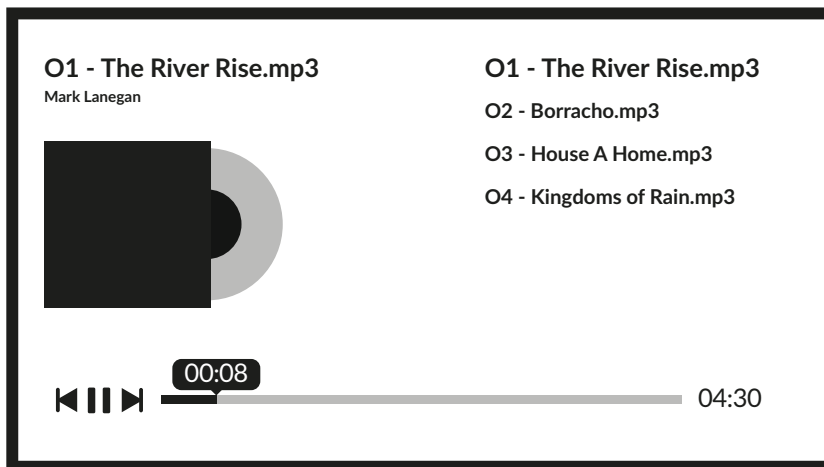 O1 - The River Rise.mp3
Mark Lanegan
O1 - The River Rise.mp3
O2 - Borracho.mp3
O3 - House A Home.mp3
O4 - Kingdoms of Rain.mp3
00:08
04:30